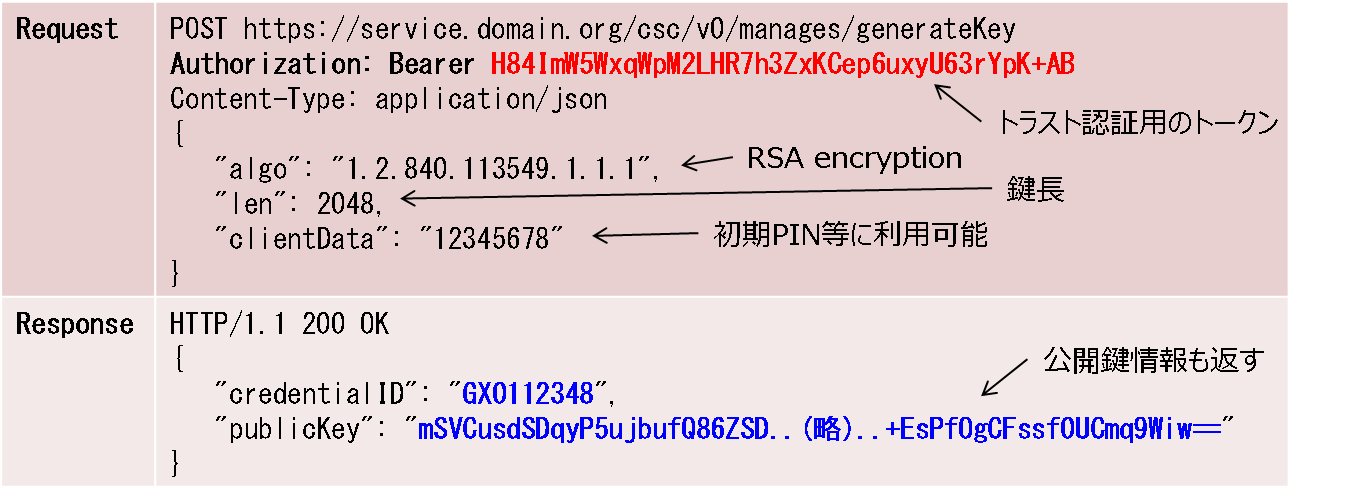 Request
POST https://service.domain.org/csc/v0/manages/generateKey
Authorization: Bearer H84ImW5WxqWpM2LHR7h3ZxKCep6uxyU63rYpK+AB
Content-Type: application/json
トラスト認証用のトークン
{
"algo": "1.2.840.113549.1.1.1",
RSA encryption
"len": 2048,
鍵長
"clientData": "12345678"
初期PIN等に利用可能
}
Response
HTTP/1.1 200 OK
{
公開鍵情報も返す
"credentialID": "GX0112348",
"publicKey": "mSVCusdSDqyP5ujbufQ86ZSD..(略)..+EsPfOgCFssfOUCmq9Wiw=="
}